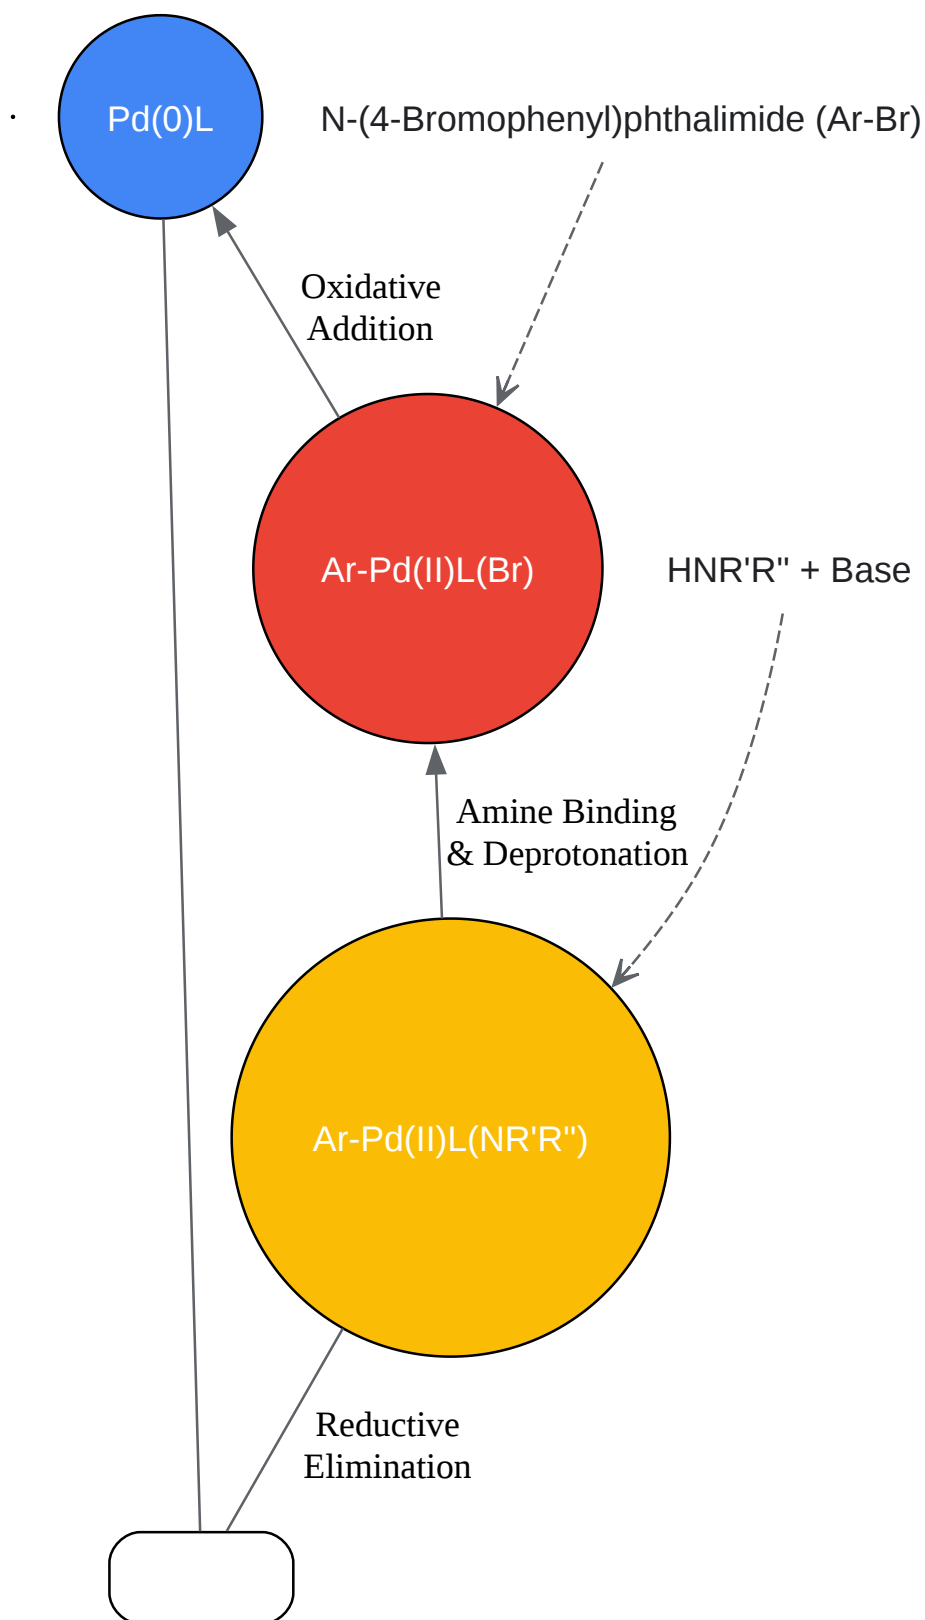 Pd(0)L
N-(4-Bromophenyl)phthalimide (Ar-Br)
Oxidative
Addition
Ar-Pd(II)L(Br)
HNR'R" + Base
Amine Binding
& Deprotonation
Ar-Pd(II)L(NR'R")
Reductive
Elimination